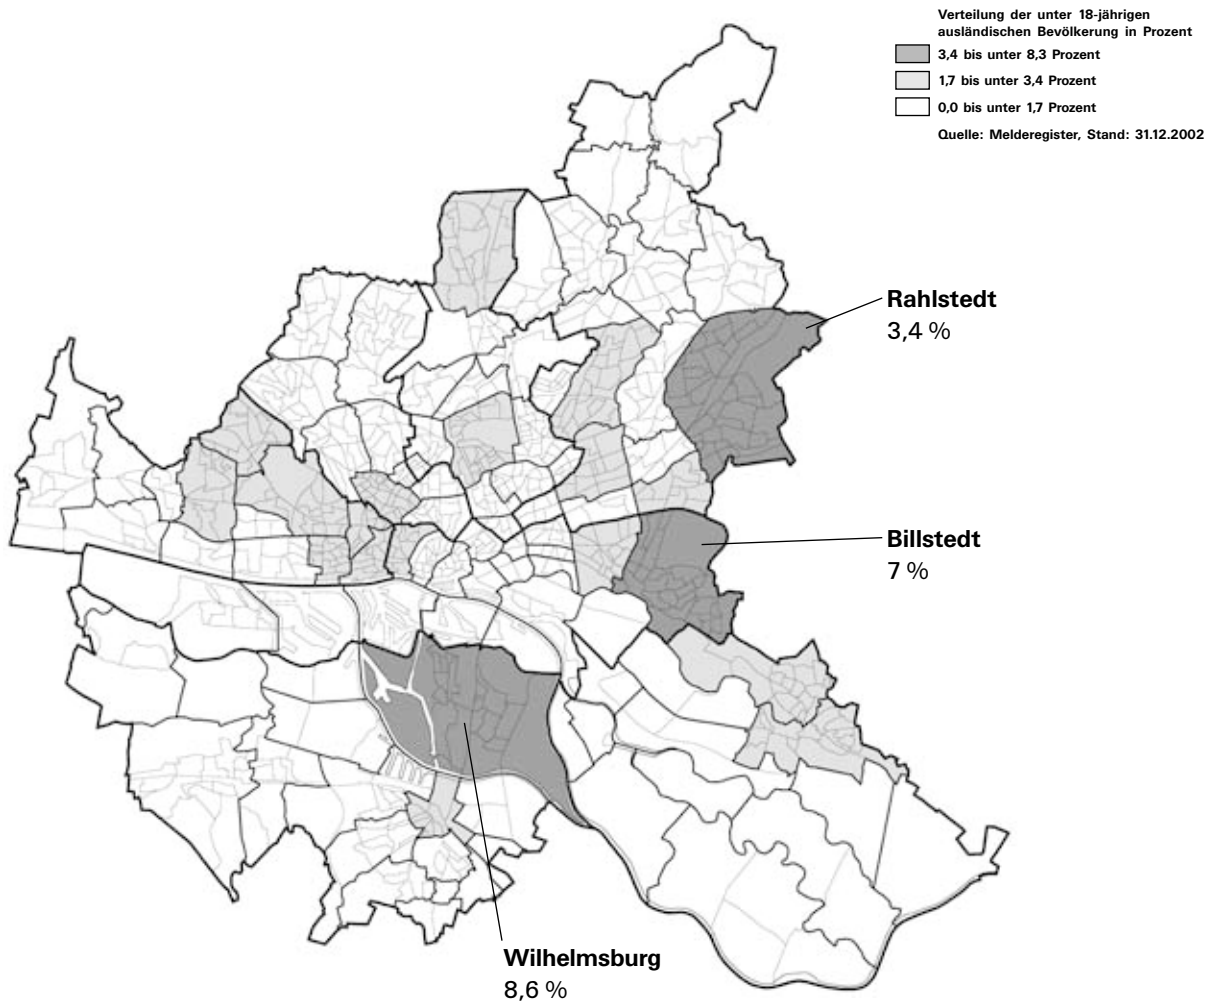 Verteilung der unter 18-jährigen
ausländischen Bevölkerung in Prozent
3,4 bis unter 8,3 Prozent
1,7 bis unter 3,4 Prozent
0,0 bis unter 1,7 Prozent
Quelle: Melderegister, Stand: 31.12.2002
Rahlstedt
3,4 %
Billstedt
7 %
Wilhelmsburg
8,6 %